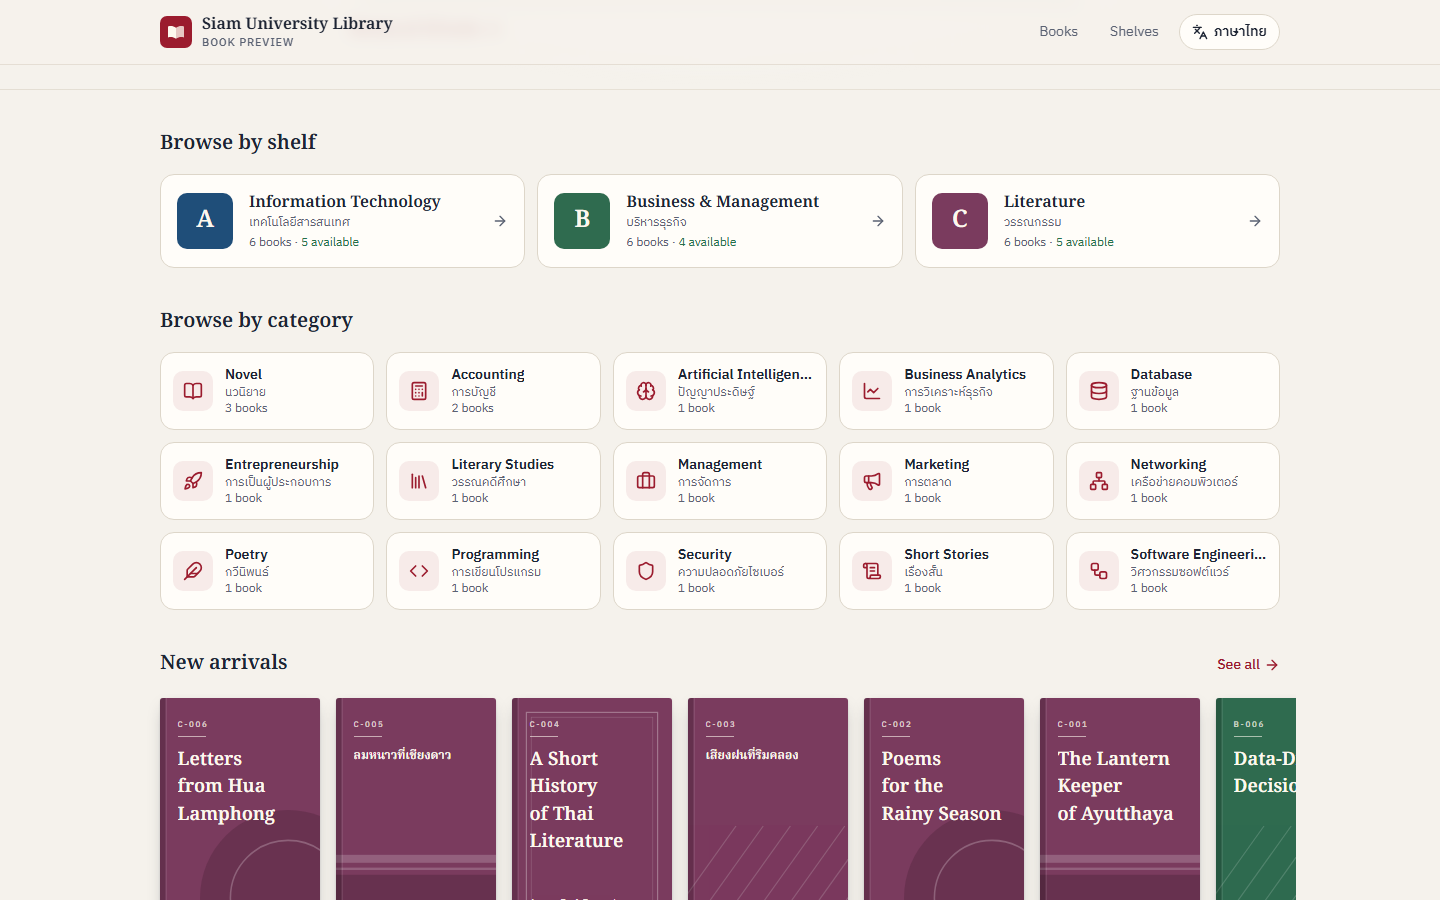 Siam University Library
BOOK PREVIEW
Books
Shelves
ภาษาไทย
Browse by shelf
A
Information Technology
เทคโนโลยีสารสนเทศ
6 books · 5 available
B
Business & Management
บริหารธุรกิจ
6 books · 4 available
C
Literature
วรรณกรรม
6 books · 5 available
Browse by category
Novel
นวนิยาย
3 books
Accounting
การบัญชี
2 books
Artificial Intelligen...
ปัญญาประดิษฐ์
1 book
Business Analytics
การวิเคราะห์ธุรกิจ
1 book
Database
ฐานข้อมูล
1 book
Entrepreneurship
การเป็นผู้ประกอบการ
1 book
Literary Studies
วรรณคดีศึกษา
1 book
Management
การจัดการ
1 book
Marketing
การตลาด
1 book
Networking
เครือข่ายคอมพิวเตอร์
1 book
Poetry
กวีนิพนธ์
1 book
Programming
การเขียนโปรแกรม
1 book
Security
ความปลอดภัยไซเบอร์
1 book
Short Stories
เรื่องสั้น
1 book
Software Engineeri...
วิศวกรรมซอฟต์แวร์
1 book
New arrivals
See all
C-006
Letters
from Hua
Lamphong
C-005
ลมหนาวที่เชียงดาว
C-004
A Short
History
of Thai
Literature
C-003
เสียงฝนที่ริมคลอง
C-002
Poems
for the
Rainy Season
C-001
The Lantern
Keeper
of Ayutthaya
B-006
Data-D
Decisio